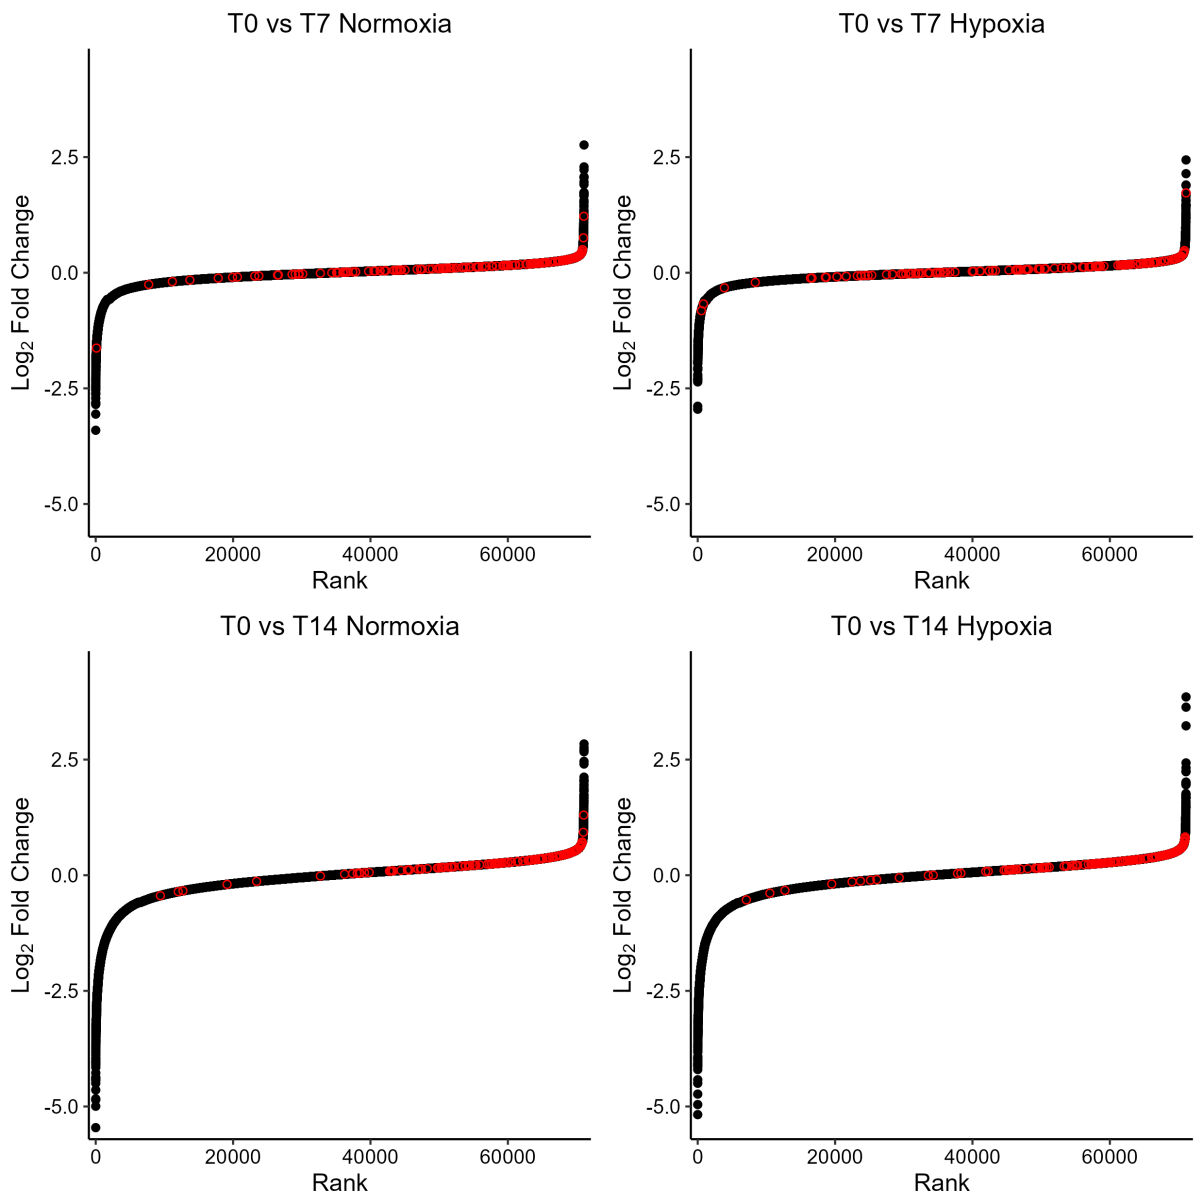 T0 vs T7 Normoxia
Log₂ Fold Change
2.5
0.0
-2.5
-5.0
0 20000 40000 60000
Rank
T0 vs T7 Hypoxia
Log₂ Fold Change
2.5
0.0
-2.5
-5.0
0 20000 40000 60000
Rank
T0 vs T14 Normoxia
Log₂ Fold Change
2.5
0.0
-2.5
-5.0
0 20000 40000 60000
Rank
T0 vs T14 Hypoxia
Log₂ Fold Change
2.5
0.0
-2.5
-5.0
0 20000 40000 60000
Rank